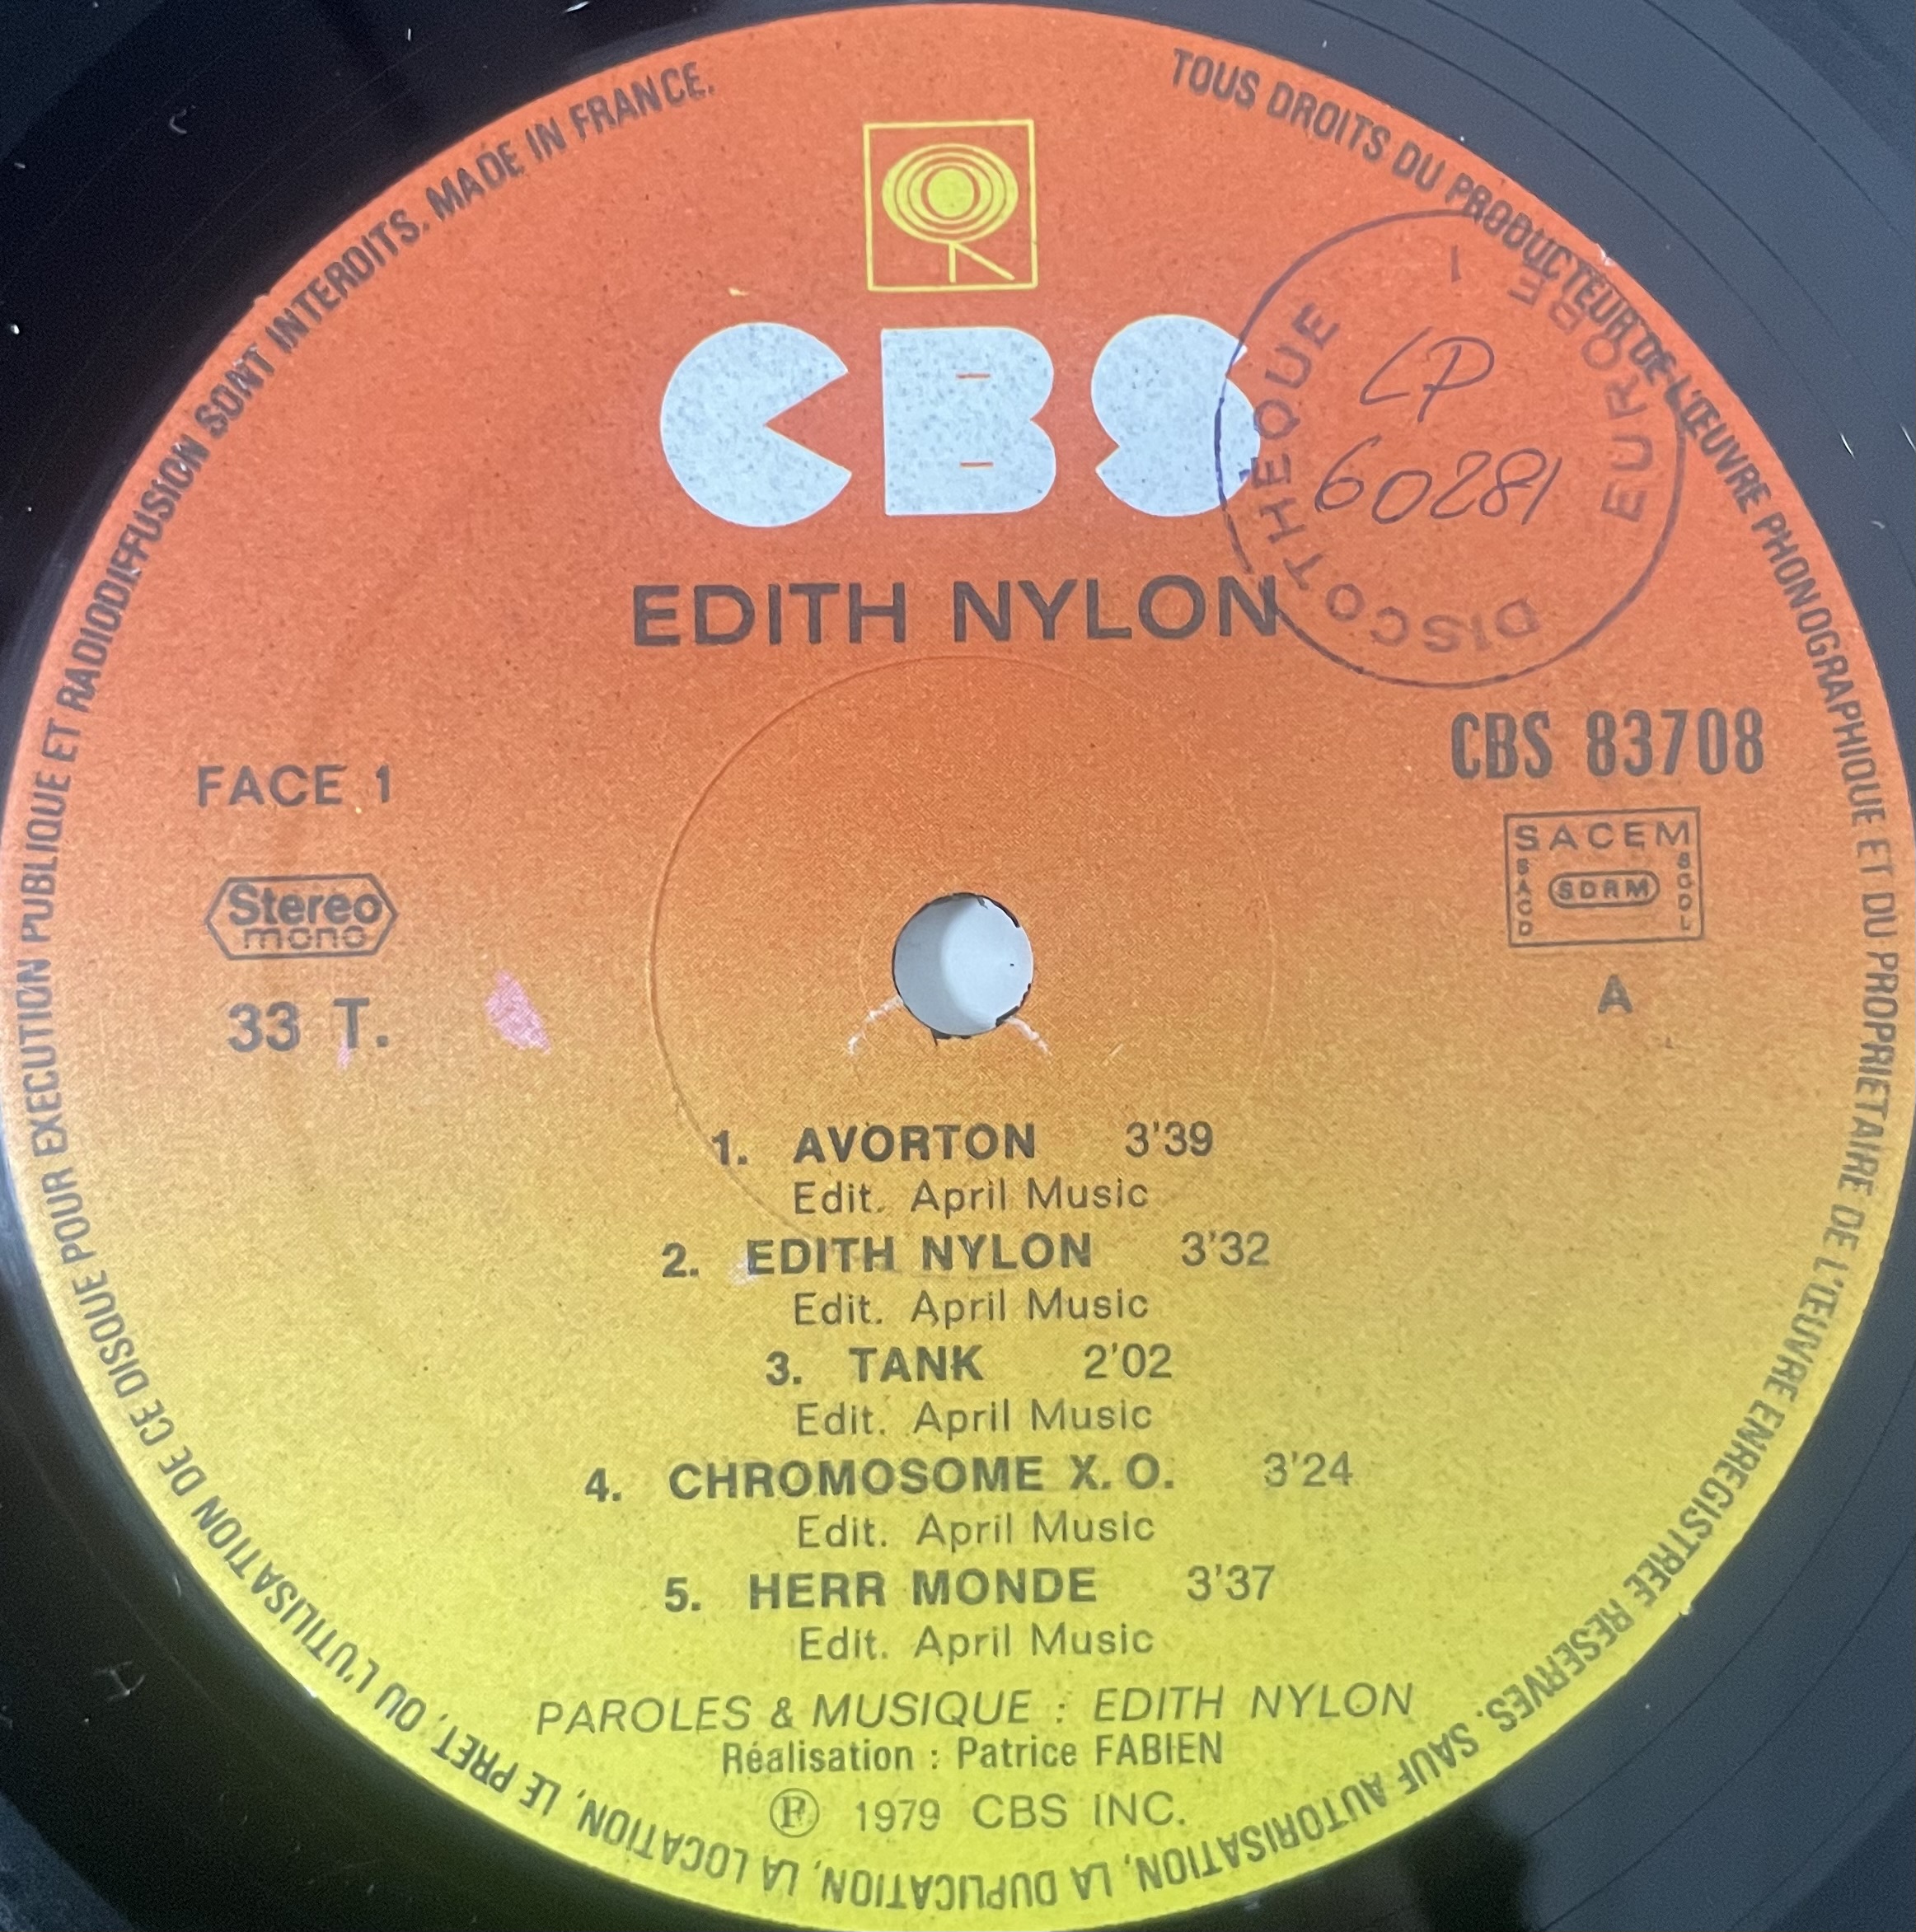 TOUS DROITS DU PRODUCTEUR DE L'ŒUVRE PHONOGRAPHIQUE ET DU PROPRIETAIRE DE L'ŒUVRE ENREGISTREE RESERVES. SAUF AUTORISATION, LA DUPLICATION, LA LOCATION, LE PRET, OU L'UTILISATION DE CE DISQUE POUR EXECUTION PUBLIQUE ET RADIODIFFUSION SONT INTERDITS. MADE IN FRANCE.
CBS
DISCOTHEQUE EUROPE 1
LP
60281
EDITH NYLON
FACE 1
CBS 83708
Stereo
mono
SACEM
SACD
SDRM
SGDL
33 T.
A
1. AVORTON 3'39
Edit. April Music
2. EDITH NYLON 3'32
Edit. April Music
3. TANK 2'02
Edit. April Music
4. CHROMOSOME X.O. 3'24
Edit. April Music
5. HERR MONDE 3'37
Edit. April Music
PAROLES & MUSIQUE : EDITH NYLON
Réalisation : Patrice FABIEN
Ⓟ 1979 CBS INC.